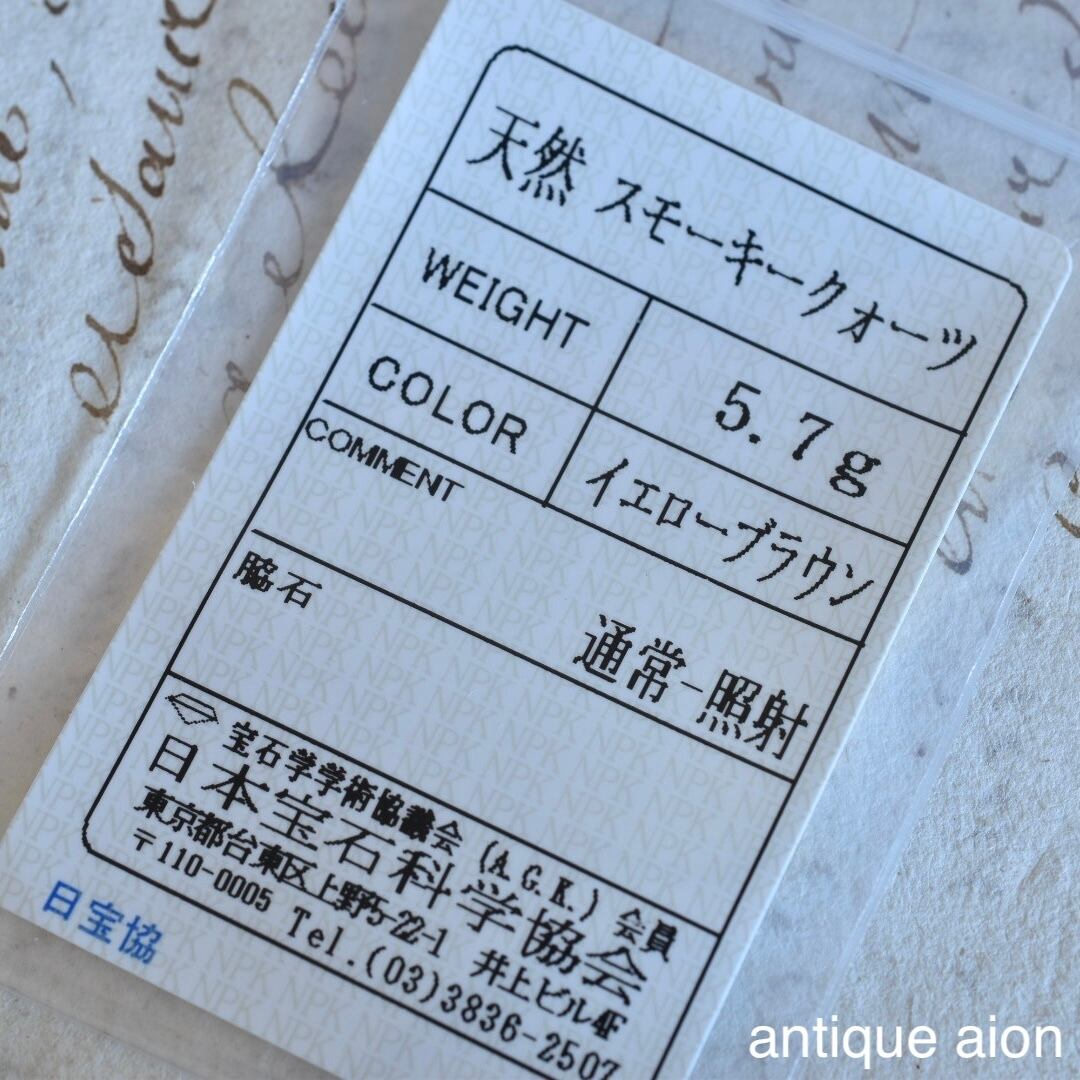 天然 スモーキークォーツ
WEIGHT 5.7g
COLOR イエローブラウン
COMMENT
通常-照射
脇石
宝石学学術協議会 (A.G.K.) 会員
日本宝石科学協会
東京都台東区上野5-22-1 井上ビル4F
〒110-0005 Tel.(03)3836-2507
日宝協
antique aion